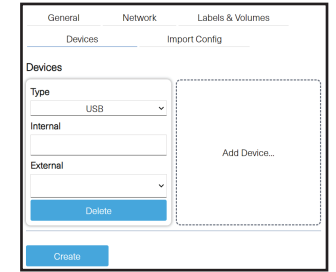 General Network Labels & Volumes
Devices Import Config
Devices
Type
USB
Internal
Add Device...
External
Delete
Create